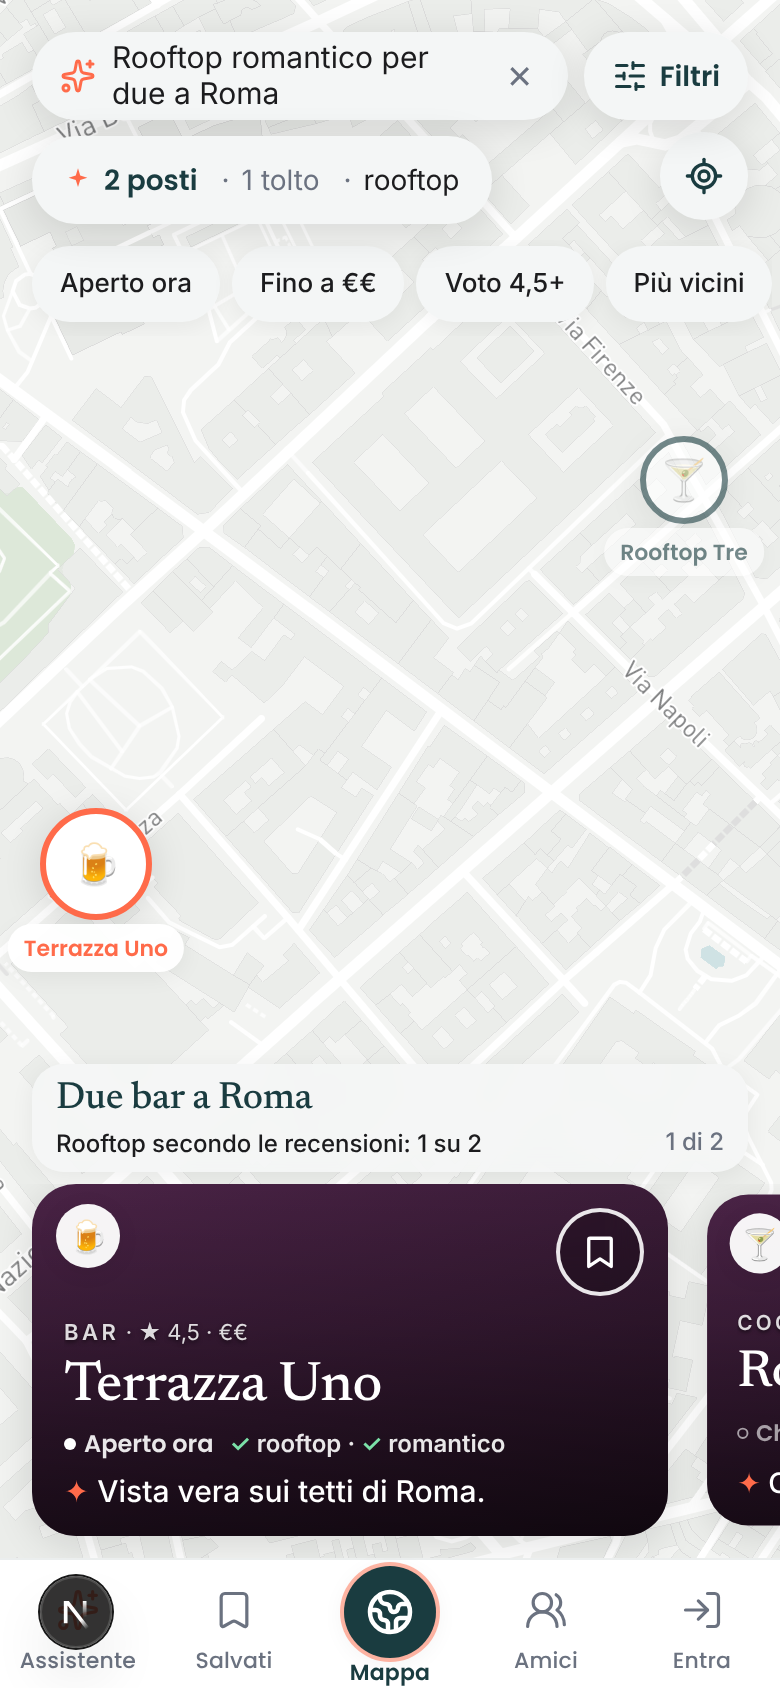 Rooftop romantico per
due a Roma
Filtri
2 posti · 1 tolto · rooftop
Aperto ora
Fino a €€
Voto 4,5+
Più vicini
Via Firenze
Rooftop Tre
Via Napoli
za
Terrazza Uno
Due bar a Roma
Rooftop secondo le recensioni: 1 su 2
1 di 2
BAR · ★ 4,5 · €€
Terrazza Uno
Aperto ora ✓ rooftop · ✓ romantico
Vista vera sui tetti di Roma.
N
Assistente
Salvati
Mappa
Amici
Entra